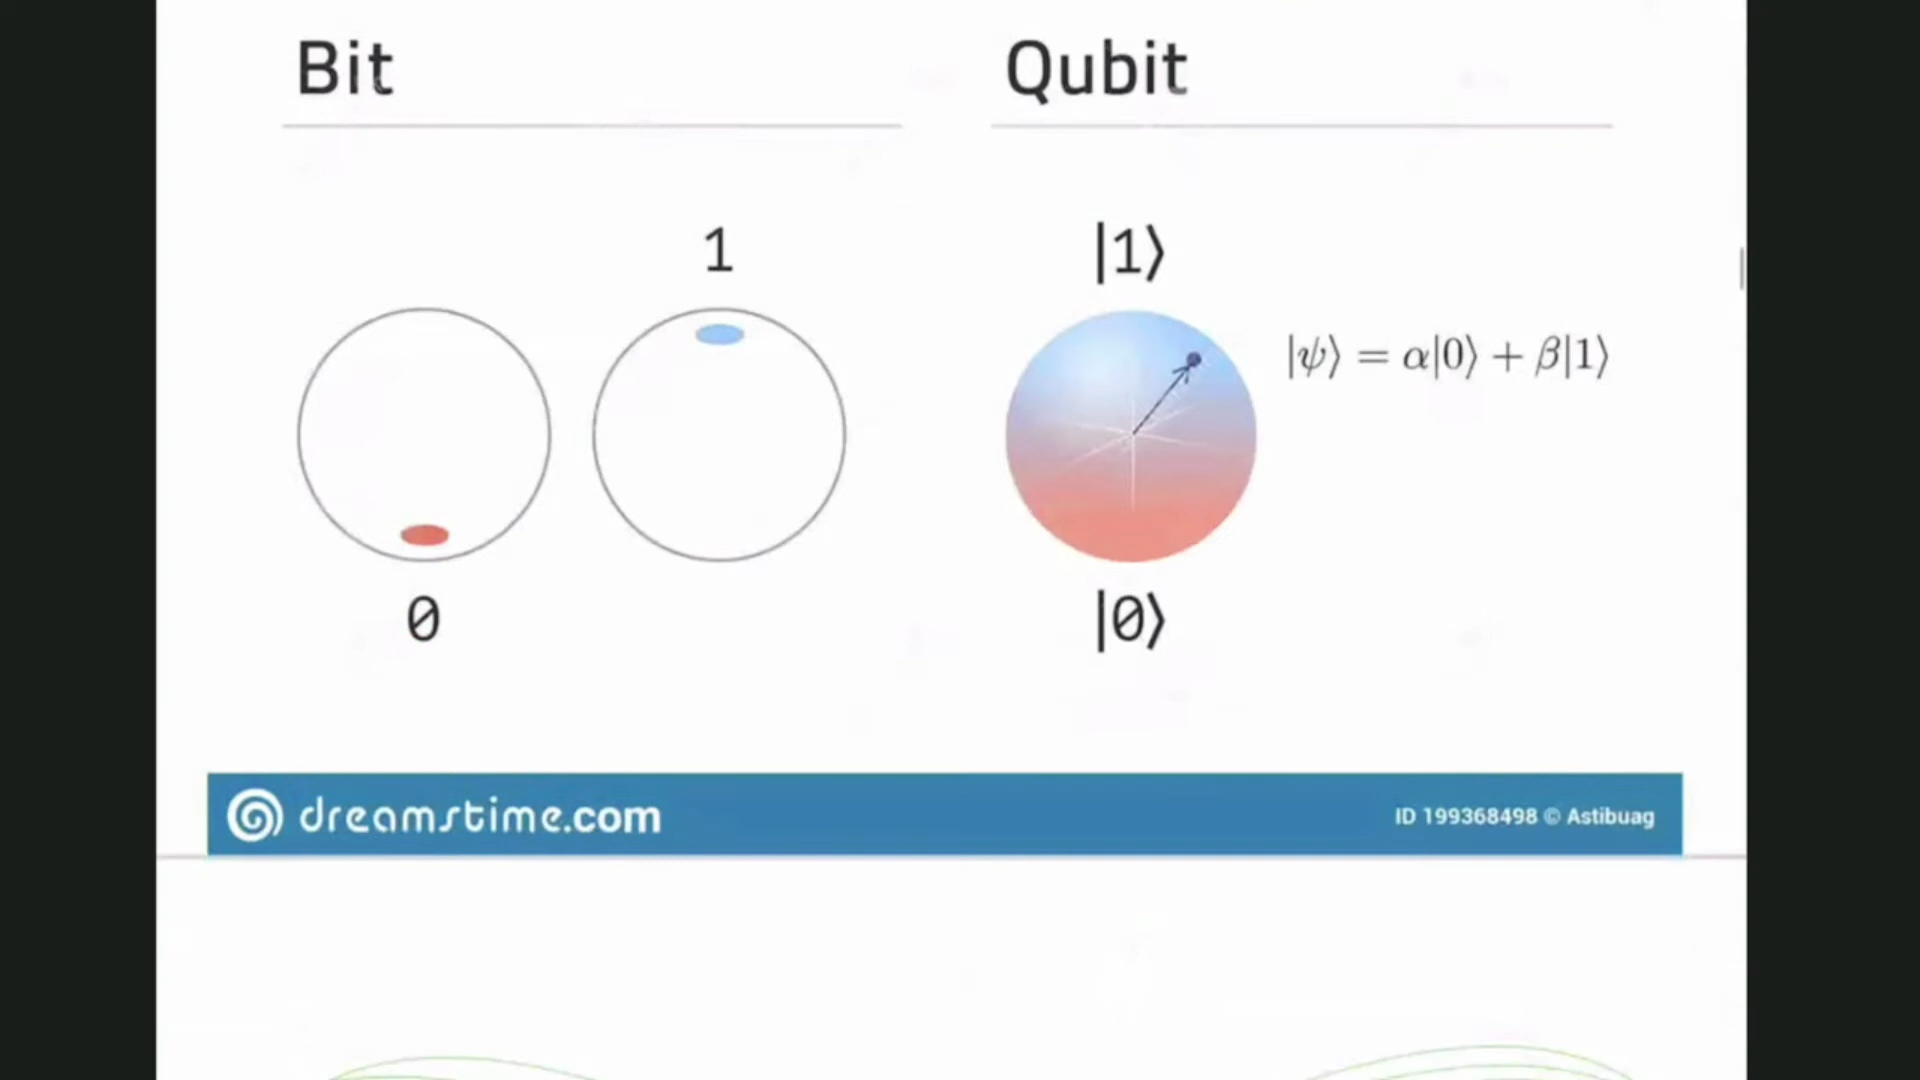 Bit
Qubit
1
|1⟩
|ψ⟩ = α|0⟩ + β|1⟩
0
|0⟩
dreamstime.com
ID 199368498 © Astibuag